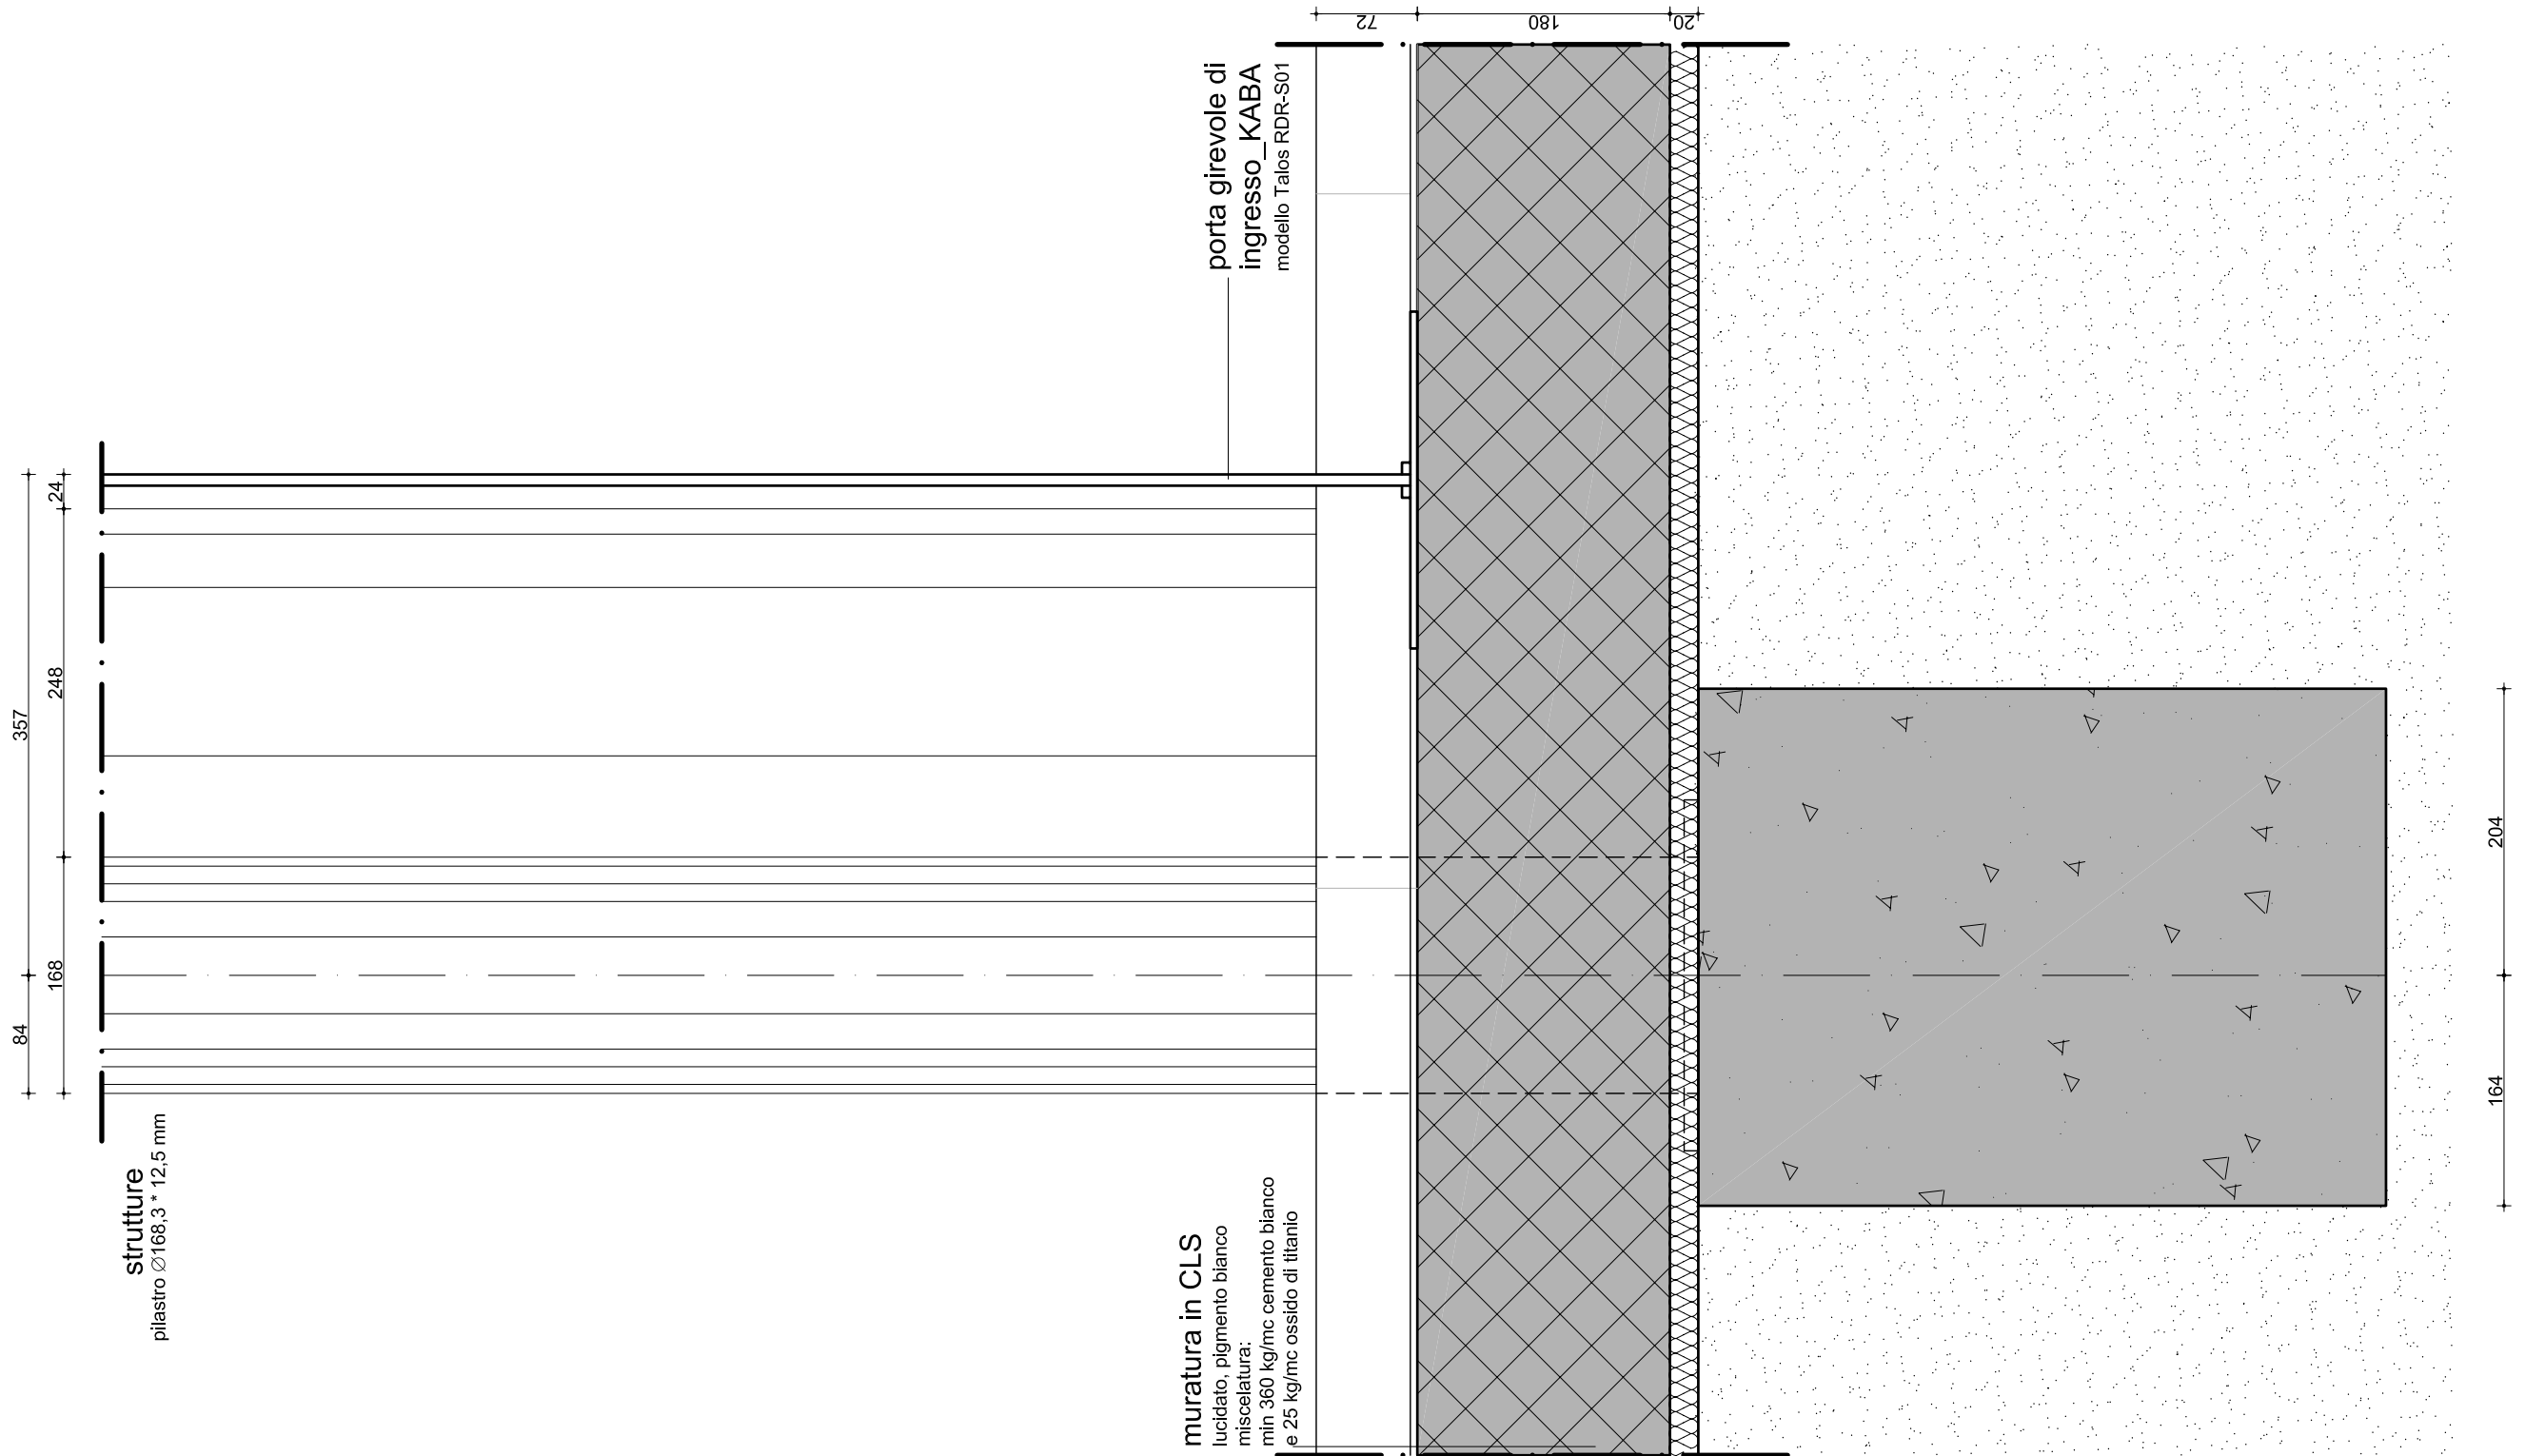 strutture
pilastro Ø168,3 * 12,5 mm
muratura in CLS
lucidato, pigmento bianco
miscelatura:
min 360 kg/mc cemento bianco
e 25 kg/mc ossido di titanio
porta girevole di
ingresso_KABA
modello Talos RDR-S01
84
357
168
248
24
72
180
20
164
204